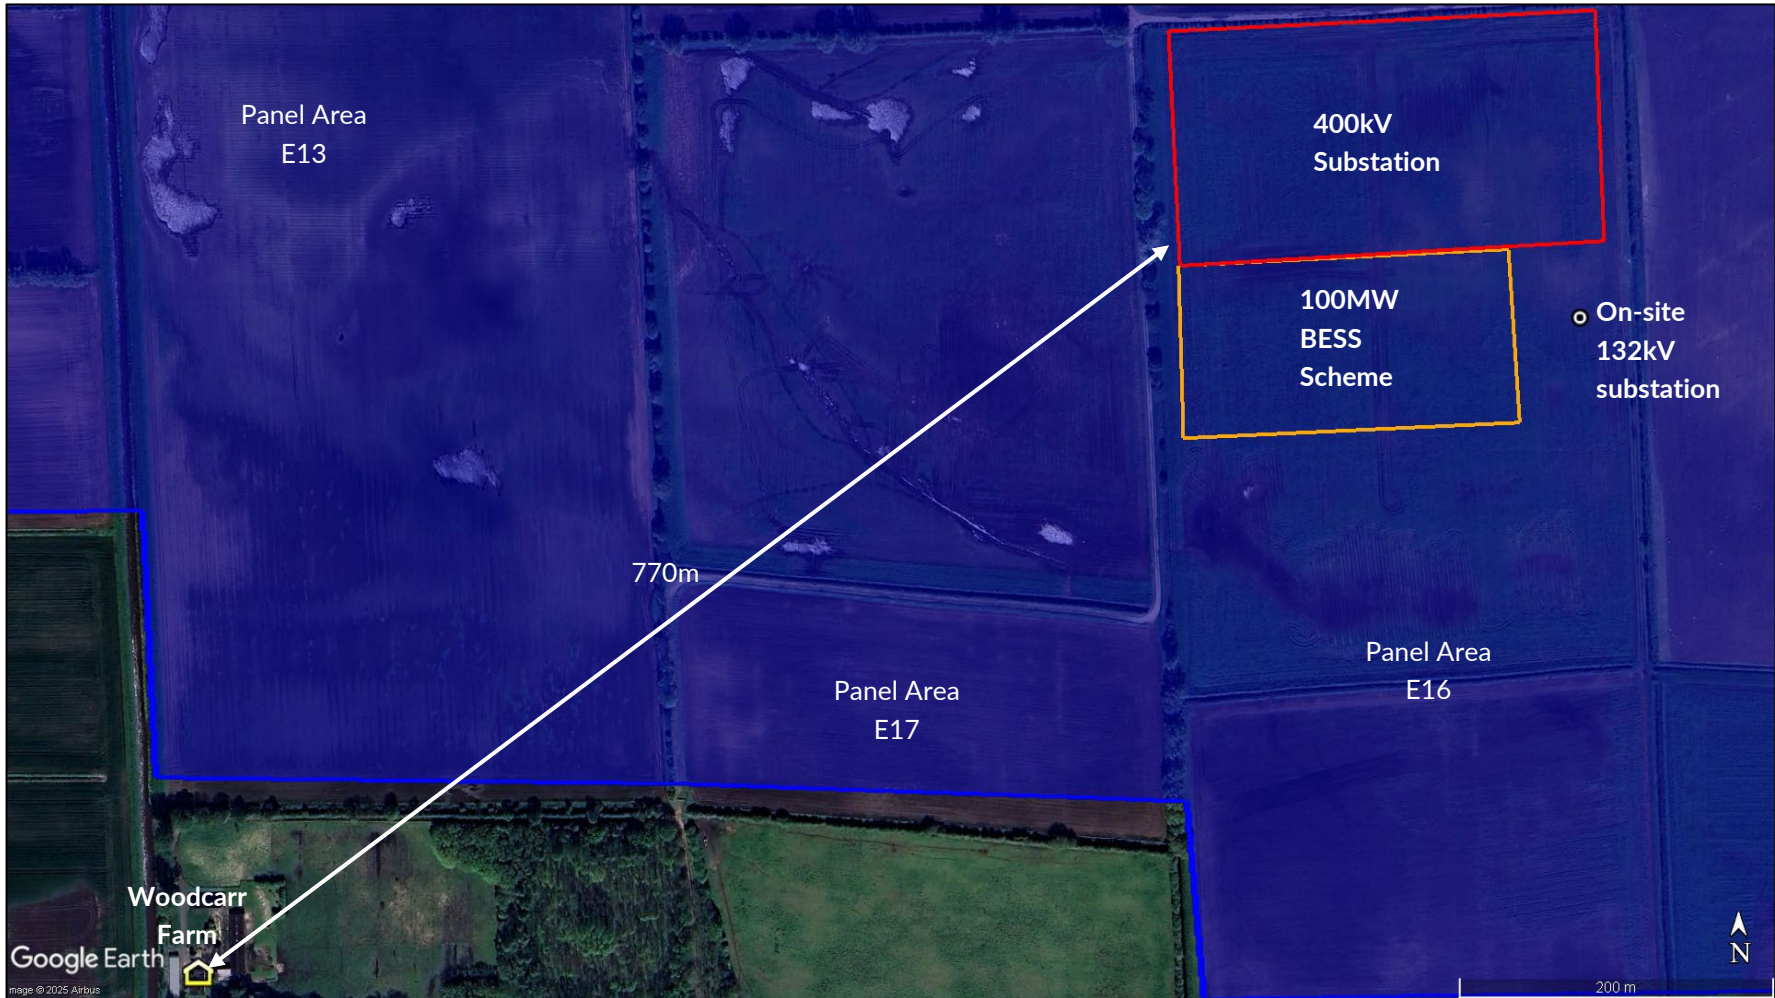 Panel Area
E13
400kV
Substation
100MW
BESS
Scheme
On-site
132kV
substation
770m
Panel Area
E17
Panel Area
E16
Woodcarr
Farm
Google Earth
mage © 2025 Airbus
N
200 m